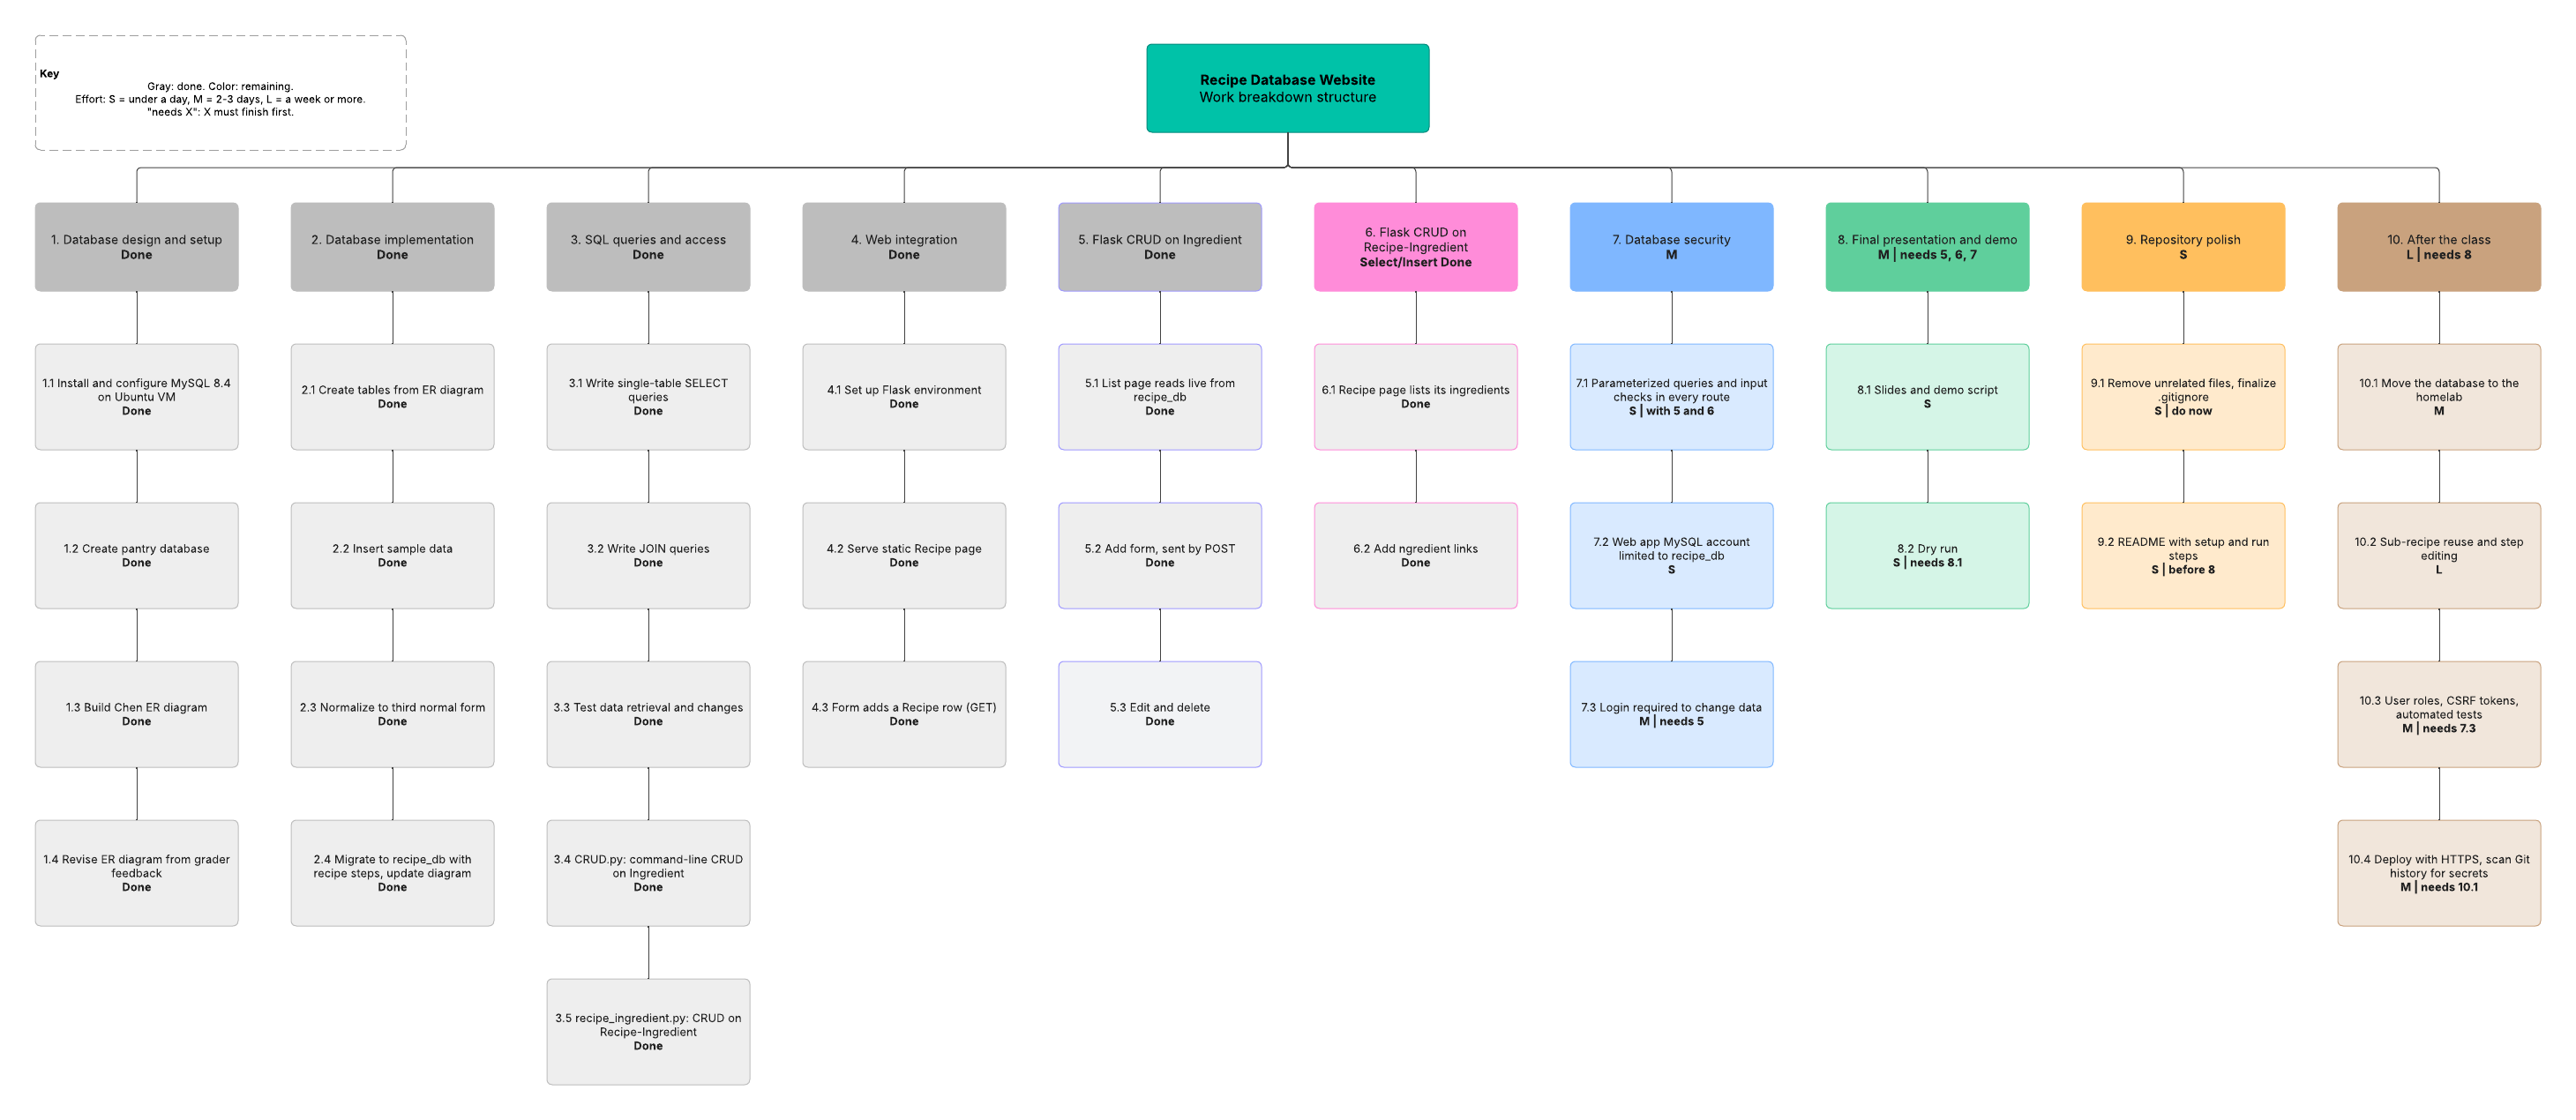 Key
Gray: done. Color: remaining.
Effort: S = under a day, M = 2-3 days, L = a week or more.
"needs X": X must finish first.
Recipe Database Website
Work breakdown structure
1. Database design and setup
Done
1.1 Install and configure MySQL 8.4
on Ubuntu VM
Done
1.2 Create pantry database
Done
1.3 Build Chen ER diagram
Done
1.4 Revise ER diagram from grader
feedback
Done
2. Database implementation
Done
2.1 Create tables from ER diagram
Done
2.2 Insert sample data
Done
2.3 Normalize to third normal form
Done
2.4 Migrate to recipe_db with
recipe steps, update diagram
Done
3. SQL queries and access
Done
3.1 Write single-table SELECT
queries
Done
3.2 Write JOIN queries
Done
3.3 Test data retrieval and changes
Done
3.4 CRUD.py: command-line CRUD
on Ingredient
Done
3.5 recipe_ingredient.py: CRUD on
Recipe-Ingredient
Done
4. Web integration
Done
4.1 Set up Flask environment
Done
4.2 Serve static Recipe page
Done
4.3 Form adds a Recipe row (GET)
Done
5. Flask CRUD on Ingredient
Done
5.1 List page reads live from
recipe_db
Done
5.2 Add form, sent by POST
Done
5.3 Edit and delete
Done
6. Flask CRUD on
Recipe-Ingredient
Select/Insert Done
6.1 Recipe page lists its ingredients
Done
6.2 Add ngredient links
Done
7. Database security
M
7.1 Parameterized queries and input
checks in every route
S | with 5 and 6
7.2 Web app MySQL account
limited to recipe_db
S
7.3 Login required to change data
M | needs 5
8. Final presentation and demo
M | needs 5, 6, 7
8.1 Slides and demo script
S
8.2 Dry run
S | needs 8.1
9. Repository polish
S
9.1 Remove unrelated files, finalize
.gitignore
S | do now
9.2 README with setup and run
steps
S | before 8
10. After the class
L | needs 8
10.1 Move the database to the
homelab
M
10.2 Sub-recipe reuse and step
editing
L
10.3 User roles, CSRF tokens,
automated tests
M | needs 7.3
10.4 Deploy with HTTPS, scan Git
history for secrets
M | needs 10.1